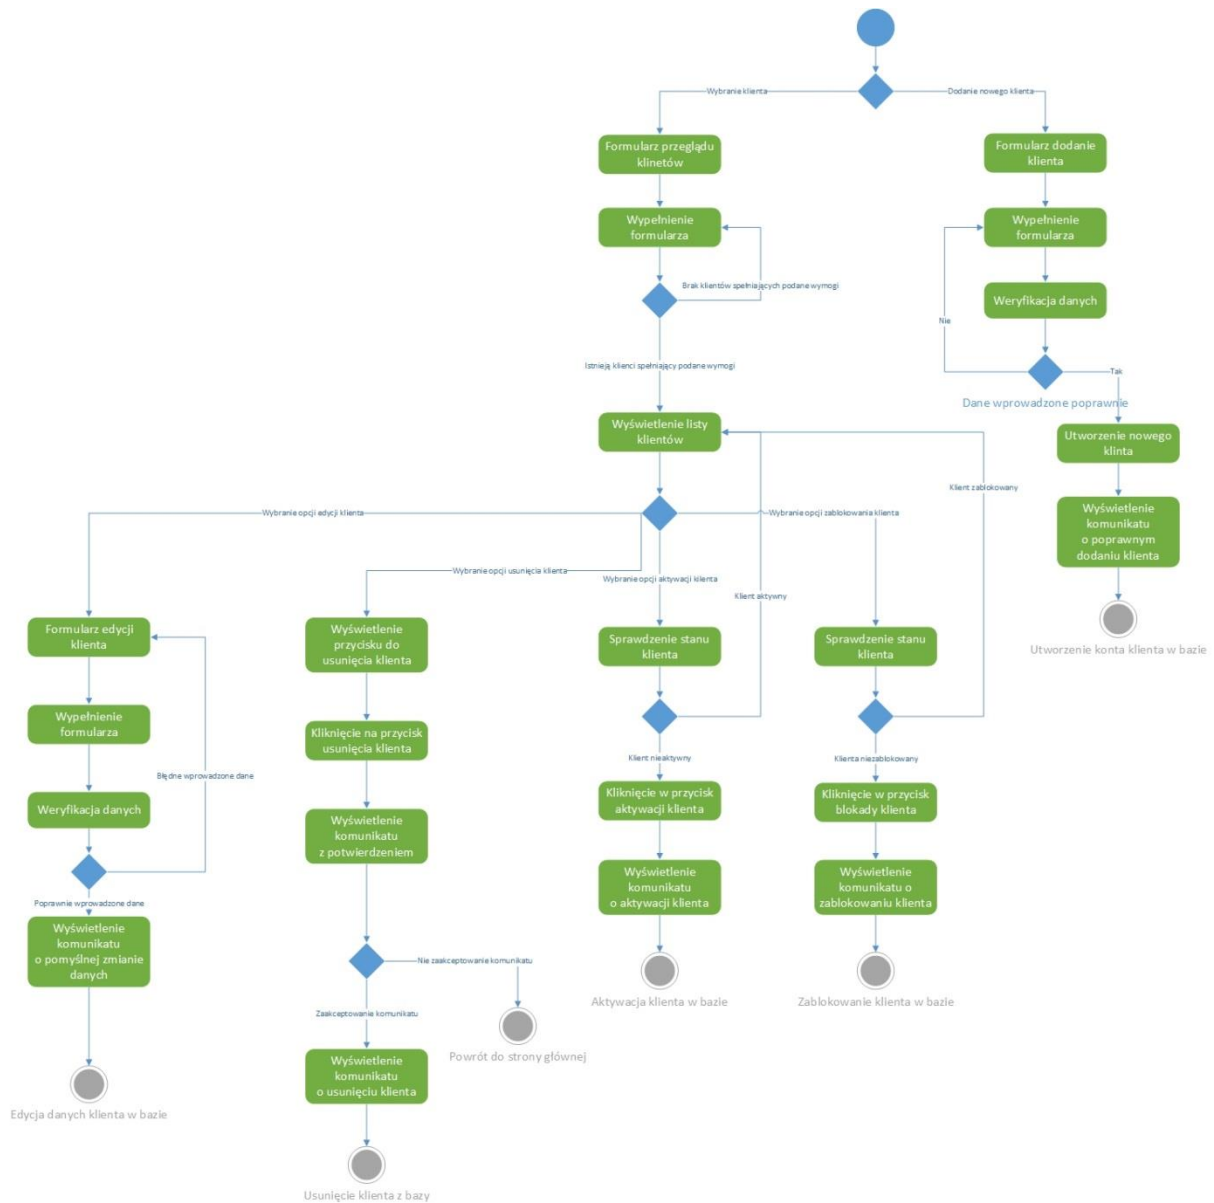 Wybranie klienta
Dodanie nowego klienta
Formularz przeglądu
klinetów
Formularz dodanie
klienta
Wypełnienie
formularza
Wypełnienie
formularza
Brak klientów spełniających podane wymogi
Weryfikacja danych
Nie
Istnieją klienci spełniający podane wymogi
Tak
Dane wprowadzone poprawnie
Wyświetlenie listy
klientów
Utworzenie nowego
klinta
Klient zablokowany
Wyświetlenie
komunikatu
o poprawnym
dodaniu klienta
Wybranie opcji edycji klienta
Wybranie opcji zablokowania klienta
Wybranie opcji usunięcia klienta
Wybranie opcji aktywacji klienta
Klient aktywny
Utworzenie konta klienta w bazie
Formularz edycji
klienta
Wyświetlenie
przycisku do
usunięcia klienta
Sprawdzenie stanu
klienta
Sprawdzenie stanu
klienta
Wypełnienie
formularza
Kliknięcie na przycisk
usunięcia klienta
Klient nieaktywny
Klienta niezablokowany
Błędne wprowadzone dane
Weryfikacja danych
Wyświetlenie
komunikatu
z potwierdzeniem
Kliknięcie w przycisk
aktywacji klienta
Kliknięcie w przycisk
blokady klienta
Poprawnie wprowadzone dane
Wyświetlenie
komunikatu
o aktywacji klienta
Wyświetlenie
komunikatu o
zablokowaniu klienta
Wyświetlenie
komunikatu
o pomyślnej zmianie
danych
Nie zaakceptowanie komunikatu
Aktywacja klienta w bazie
Zablokowanie klienta w bazie
Zaakceptowanie komunikatu
Powrót do strony głównej
Wyświetlenie
komunikatu
o usunięciu klienta
Edycja danych klienta w bazie
Usunięcie klienta z bazy